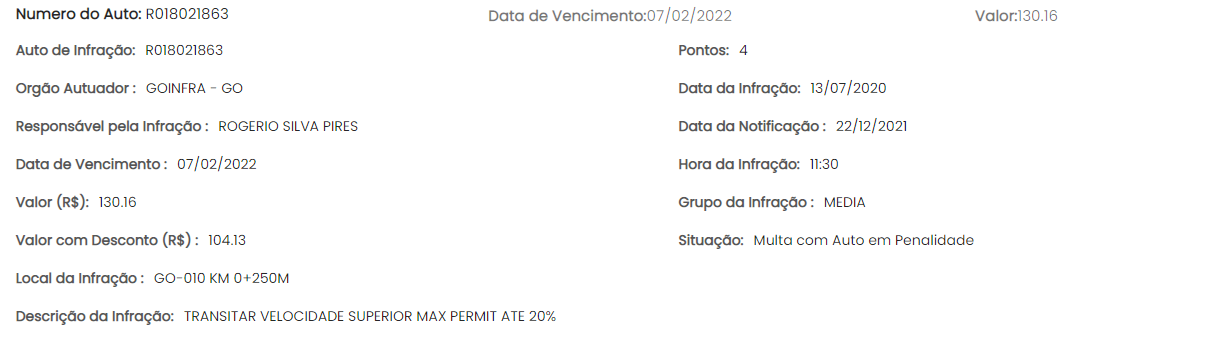 Numero do Auto: R018021863 Data de Vencimento:07/02/2022 Valor:130.16
Auto de Infração: R018021863 Pontos: 4
Orgão Autuador : GOINFRA - GO Data da Infração: 13/07/2020
Responsável pela Infração : ROGERIO SILVA PIRES Data da Notificação : 22/12/2021
Data de Vencimento : 07/02/2022 Hora da Infração: 11:30
Valor (R$): 130.16 Grupo da Infração : MEDIA
Valor com Desconto (R$) : 104.13 Situação: Multa com Auto em Penalidade
Local da Infração : GO-010 KM 0+250M
Descrição da Infração: TRANSITAR VELOCIDADE SUPERIOR MAX PERMIT ATE 20%